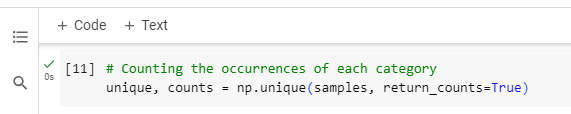 + Code + Text
0s
[11] # Counting the occurrences of each category
unique, counts = np.unique(samples, return_counts=True)